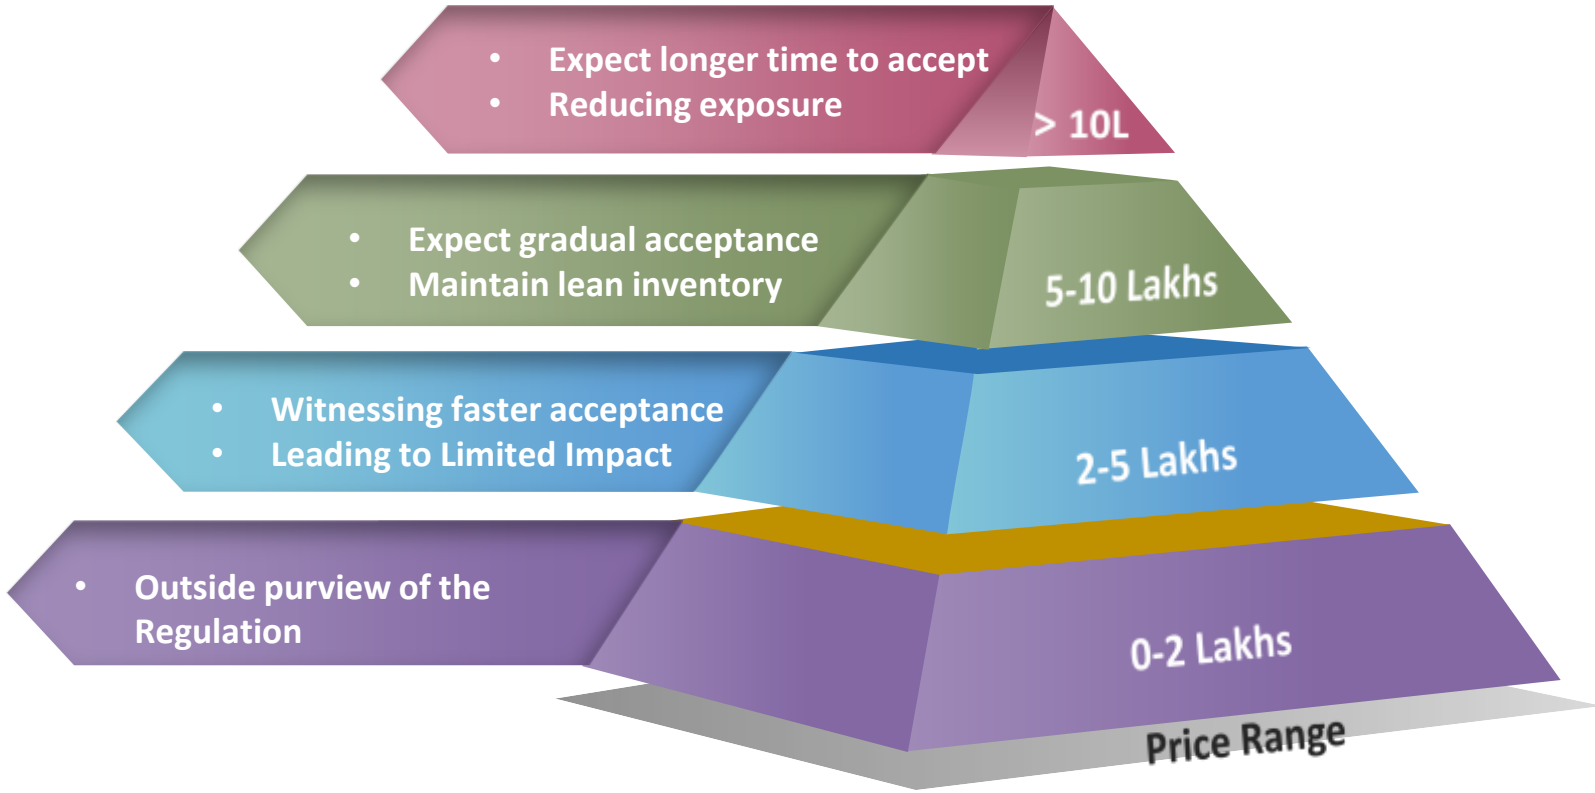 • Expect longer time to accept
• Reducing exposure
> 10L
• Expect gradual acceptance
• Maintain lean inventory
5-10 Lakhs
• Witnessing faster acceptance
• Leading to Limited Impact
2-5 Lakhs
• Outside purview of the
Regulation
0-2 Lakhs
Price Range